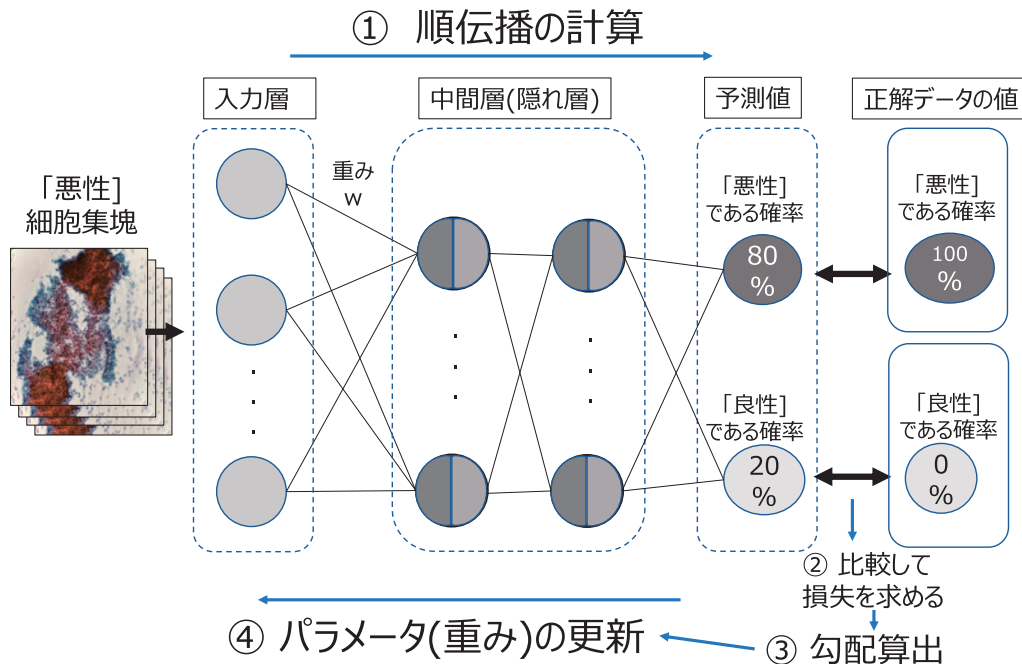 ① 順伝播の計算
入力層
中間層(隠れ層)
予測値
正解データの値
「悪性]
細胞集塊
重み
w
「悪性]
である確率
80
%
「悪性]
である確率
100
%
「良性]
である確率
20
%
「良性]
である確率
0
%
② 比較して
損失を求める
③ 勾配算出
④ パラメータ(重み)の更新